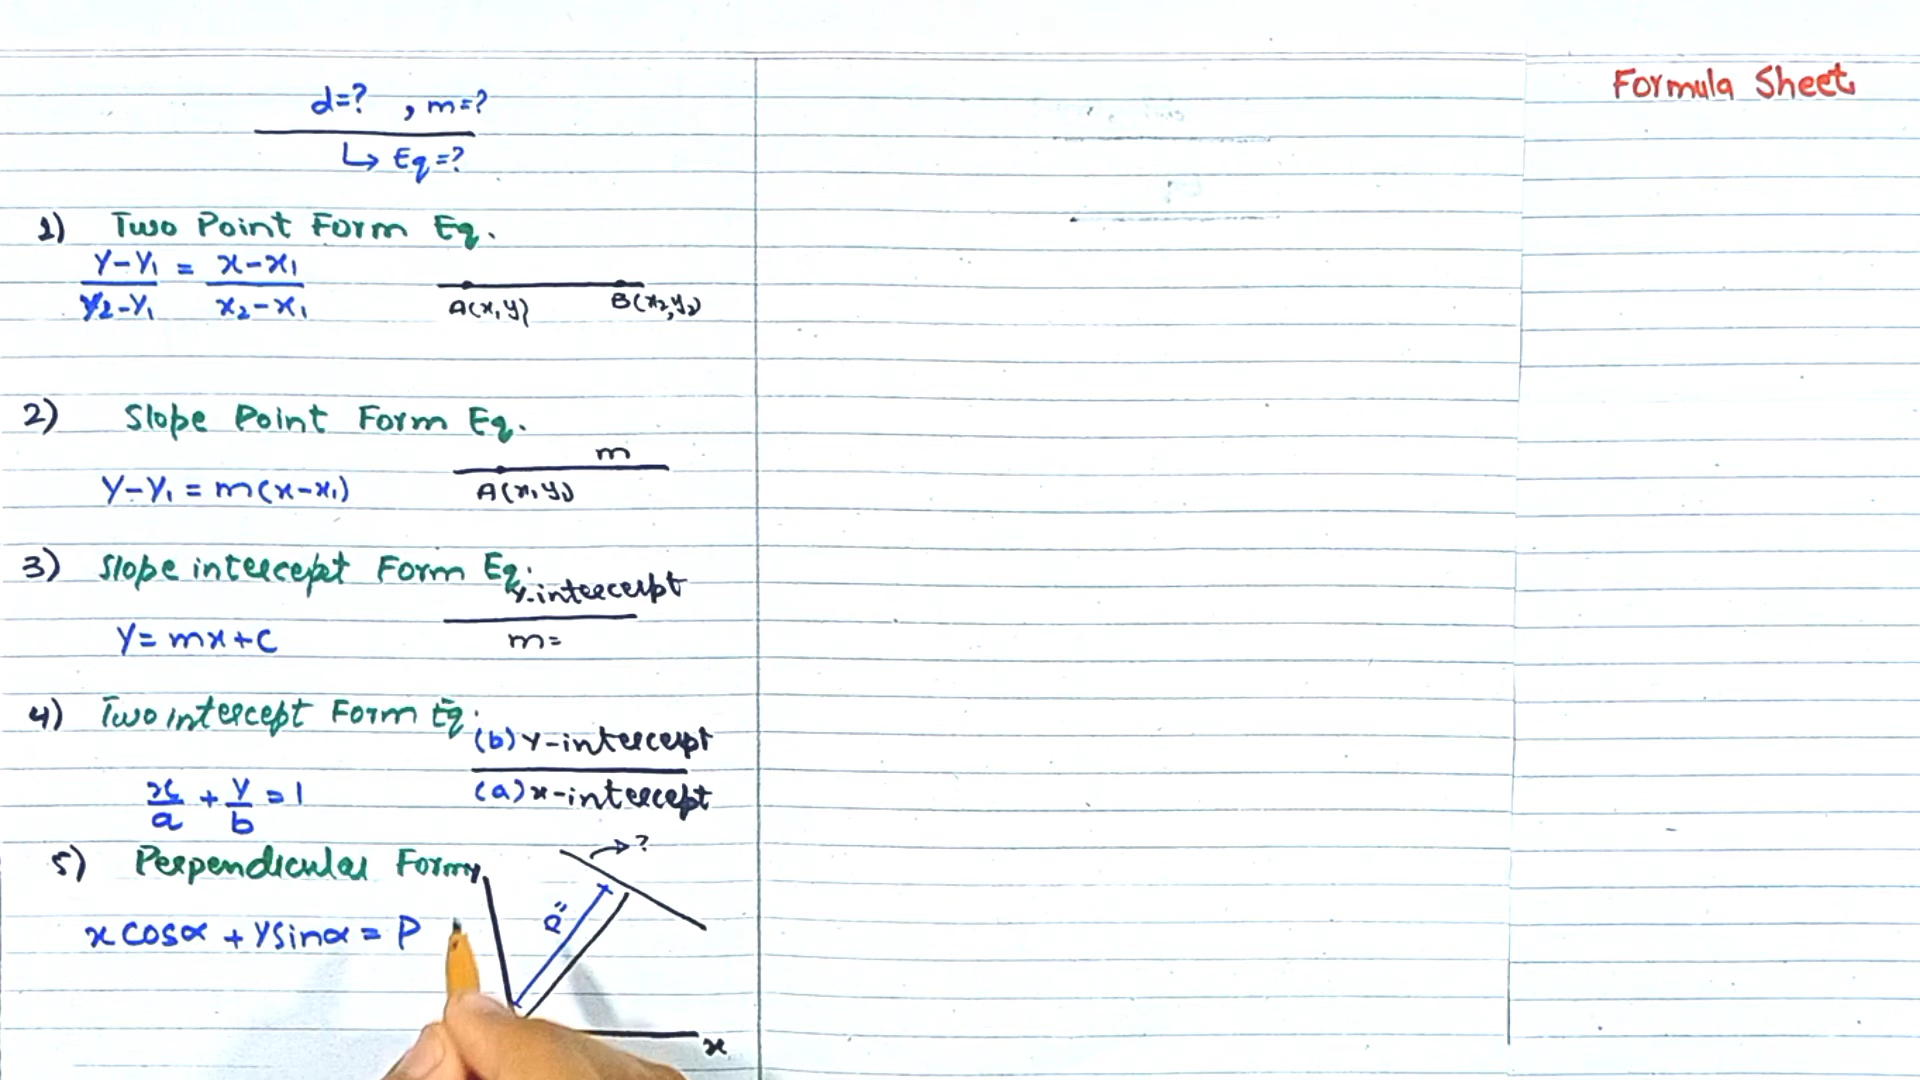 Formula Sheet
d=? , m=?
↳ Eq=?
1) Two Point Form Eq.
Y-Y₁ / Y₂-Y₁ = x-x₁ / x₂-x₁
A(x,y) B(x₂,y₂)
2) Slope Point Form Eq.
m
Y-Y₁ = m(x-x₁)
A(x₁,y₁)
3) Slope intercept Form Eq.
y-intercept
Y = mx+c
m=
4) Two intercept Form Eq.
(b) Y-intercept
x/a + y/b = 1
(a) x-intercept
5) Perpendicular Form
y
→ ?
x cosα + Y sinα = P
"P"
x